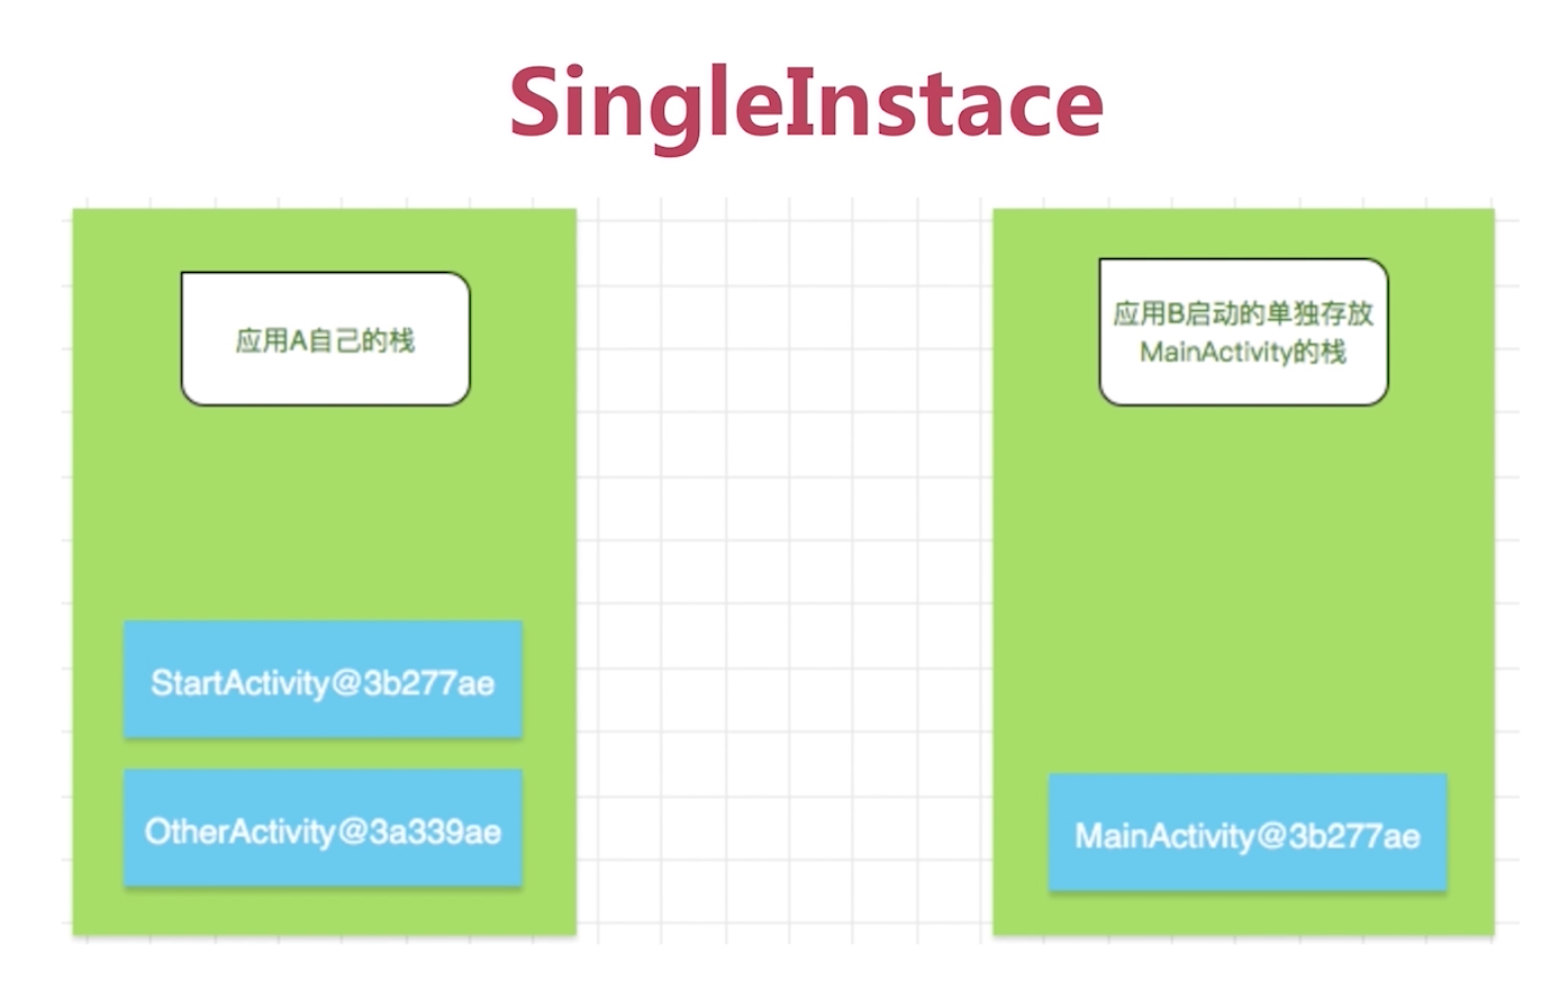 SingleInstace
应用A自己的栈
StartActivity@3b277ae
OtherActivity@3a339ae
应用B启动的单独存放
MainActivity的栈
MainActivity@3b277ae